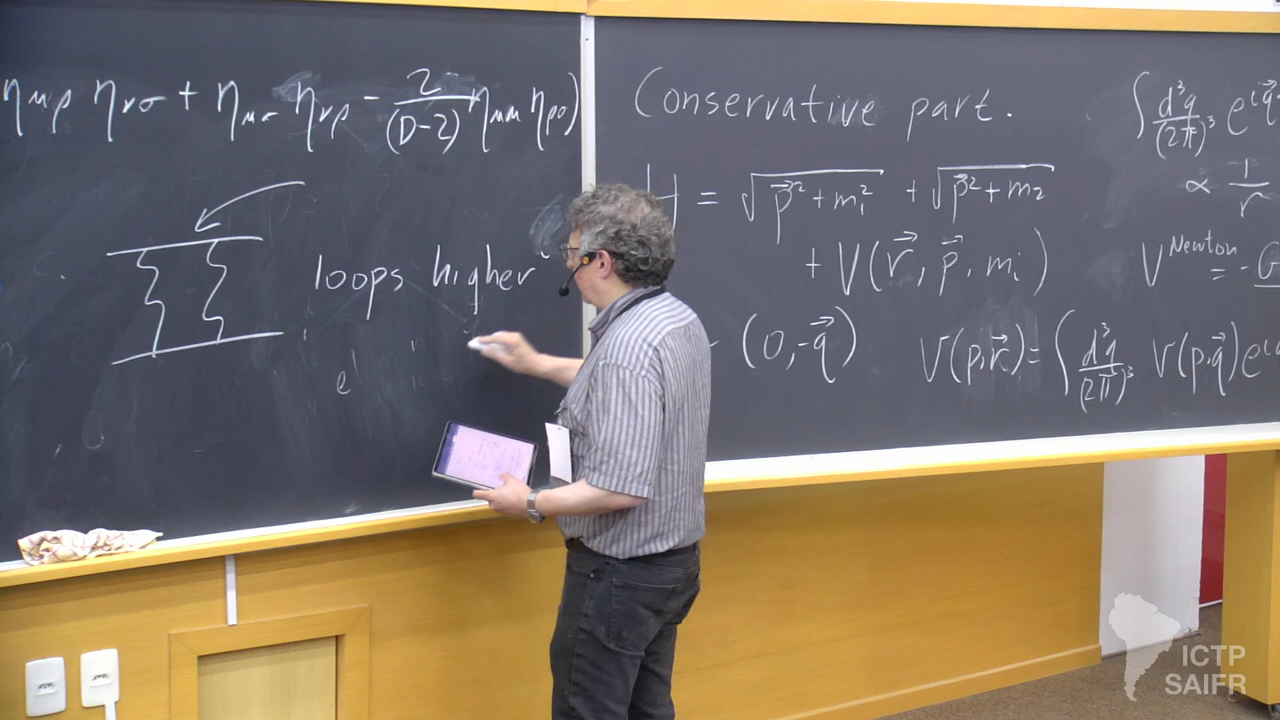 ημρ ηνσ + ημσ ηνρ − 2/(D-2) ημν ηρσ)
loops higher
e
Conservative part.
H = √(p⃗² + m₁²) + √(p⃗² + m₂
+ V(r⃗, p⃗, mᵢ)
(0, -q⃗)
V(p, r⃗) = ∫ d³q/(2π)³ V(p, q⃗) e
∫ d³q/(2π)³ e^{iq⃗
∝ 1/r
V^Newton = - G
ICTP
SAIFR